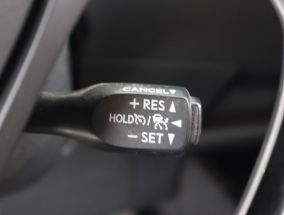 CANCEL▼
+ RES ▲
HOLD /
− SET ▼